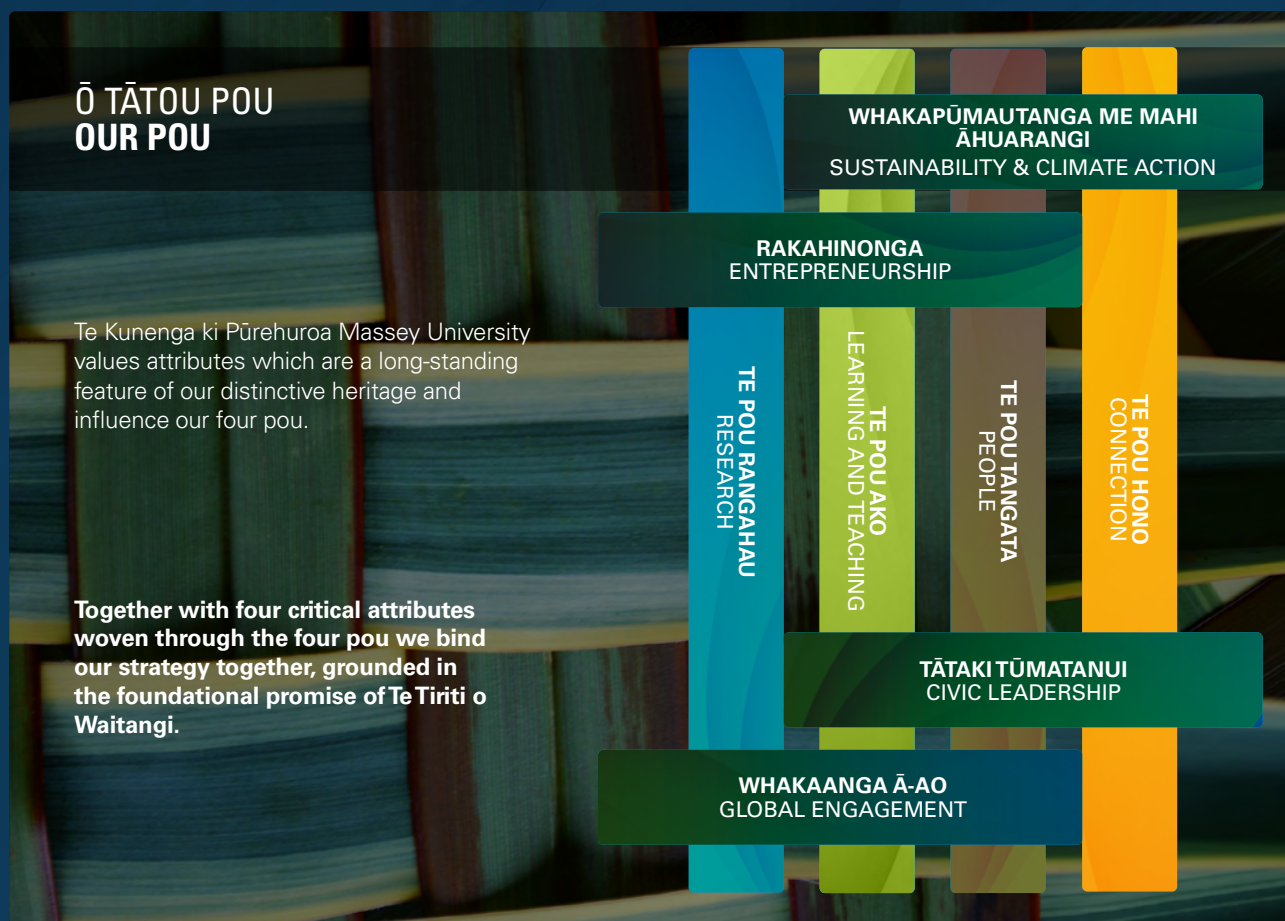 Ō TĀTOU POU
OUR POU
Te Kunenga ki Pūrehuroa Massey University
values attributes which are a long-standing
feature of our distinctive heritage and
influence our four pou.
Together with four critical attributes
woven through the four pou we bind
our strategy together, grounded in
the foundational promise of Te Tiriti o
Waitangi.
WHAKAPŪMAUTANGA ME MAHI
ĀHUARANGI
SUSTAINABILITY & CLIMATE ACTION
RAKAHINONGA
ENTREPRENEURSHIP
TE POU RANGAHAU
RESEARCH
TE POU AKO
LEARNING AND TEACHING
TE POU TANGATA
PEOPLE
TE POU HONO
CONNECTION
TĀTAKI TŪMATANUI
CIVIC LEADERSHIP
WHAKAANGA Ā-AO
GLOBAL ENGAGEMENT